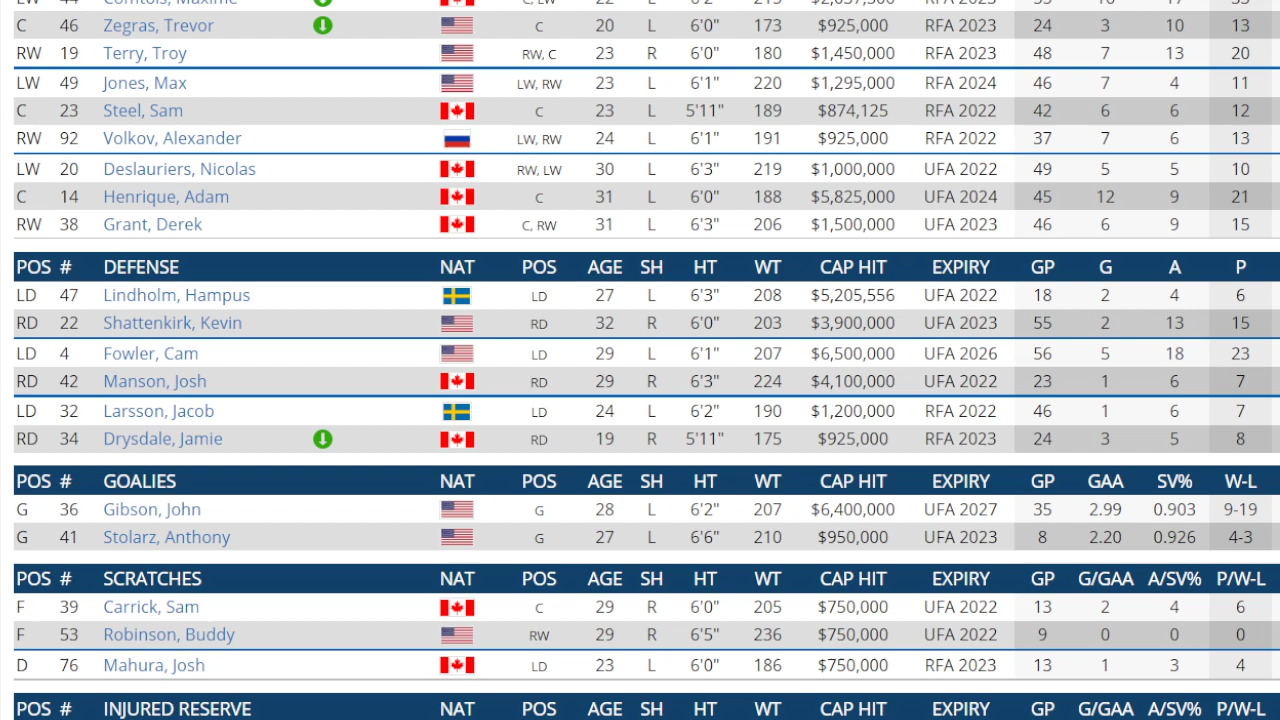 46 Zegras, Trevor C 20 L 6'0" 173 $925,000 RFA 2023 24 3 10 13
RW 19 Terry, Troy RW, C 23 R 6'0" 180 $1,450,000 RFA 2023 48 7 13 20
LW 49 Jones, Max LW, RW 23 L 6'1" 220 $1,295,000 RFA 2024 46 7 4 11
C 23 Steel, Sam C 23 L 5'11" 189 $874,125 RFA 2022 42 6 6 12
RW 92 Volkov, Alexander LW, RW 24 L 6'1" 191 $925,000 RFA 2022 37 7 6 13
LW 20 Deslauriers, Nicolas RW, LW 30 L 6'3" 219 $1,000,000 UFA 2022 49 5 5 10
C 14 Henrique, Adam C 31 L 6'0" 188 $5,825,000 UFA 2024 45 12 9 21
RW 38 Grant, Derek C, RW 31 L 6'3" 206 $1,500,000 UFA 2023 46 6 9 15
POS # DEFENSE NAT POS AGE SH HT WT CAP HIT EXPIRY GP G A P
LD 47 Lindholm, Hampus LD 27 L 6'3" 208 $5,205,556 UFA 2022 18 2 4 6
RD 22 Shattenkirk, Kevin RD 32 R 6'0" 203 $3,900,000 UFA 2023 55 2 13 15
LD 4 Fowler, Cam LD 29 L 6'1" 207 $6,500,000 UFA 2026 56 5 18 23
RD 42 Manson, Josh RD 29 R 6'3" 224 $4,100,000 UFA 2022 23 1 6 7
LD 32 Larsson, Jacob LD 24 L 6'2" 190 $1,200,000 RFA 2022 46 1 6 7
RD 34 Drysdale, Jamie RD 19 R 5'11" 175 $925,000 RFA 2023 24 3 5 8
POS # GOALIES NAT POS AGE SH HT WT CAP HIT EXPIRY GP GAA SV% W-L
G 36 Gibson, John G 28 L 6'2" 207 $6,400,000 UFA 2027 35 2.99 0.903 9-19
G 41 Stolarz, Anthony G 27 L 6'6" 210 $950,000 UFA 2023 8 2.20 0.926 4-3
POS # SCRATCHES NAT POS AGE SH HT WT CAP HIT EXPIRY GP G/GAA A/SV% P/W-L
F 39 Carrick, Sam C 29 R 6'0" 205 $750,000 UFA 2022 13 2 4 6
F 53 Robinson, Buddy RW 29 R 6'6" 236 $750,000 UFA 2022 9 0 0 0
D 76 Mahura, Josh LD 23 L 6'0" 186 $750,000 RFA 2023 13 1 3 4
POS # INJURED RESERVE NAT POS AGE SH HT WT CAP HIT EXPIRY GP G/GAA A/SV% P/W-L